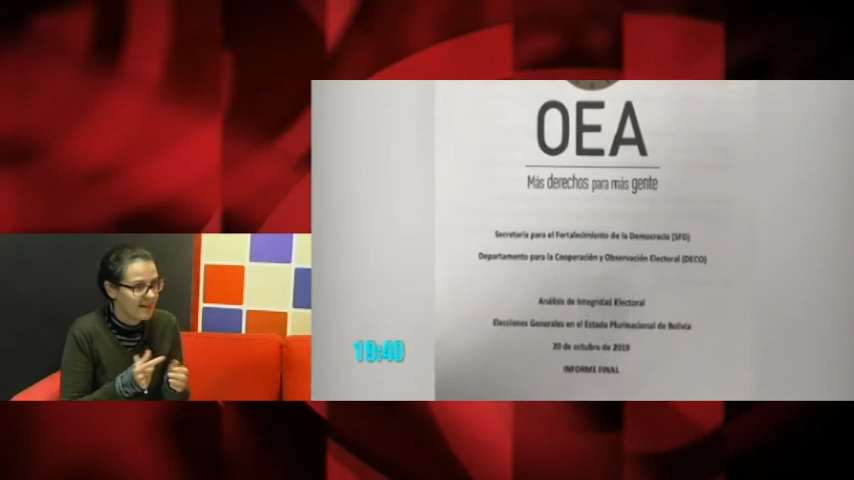 OEA
Más derechos para más gente
Secretaría para el Fortalecimiento de la Democracia (SFD)
Departamento para la Cooperación y Observación Electoral (DECO)
Análisis de Integridad Electoral
Elecciones Generales en el Estado Plurinacional de Bolivia
20 de octubre de 2019
INFORME FINAL
19:40